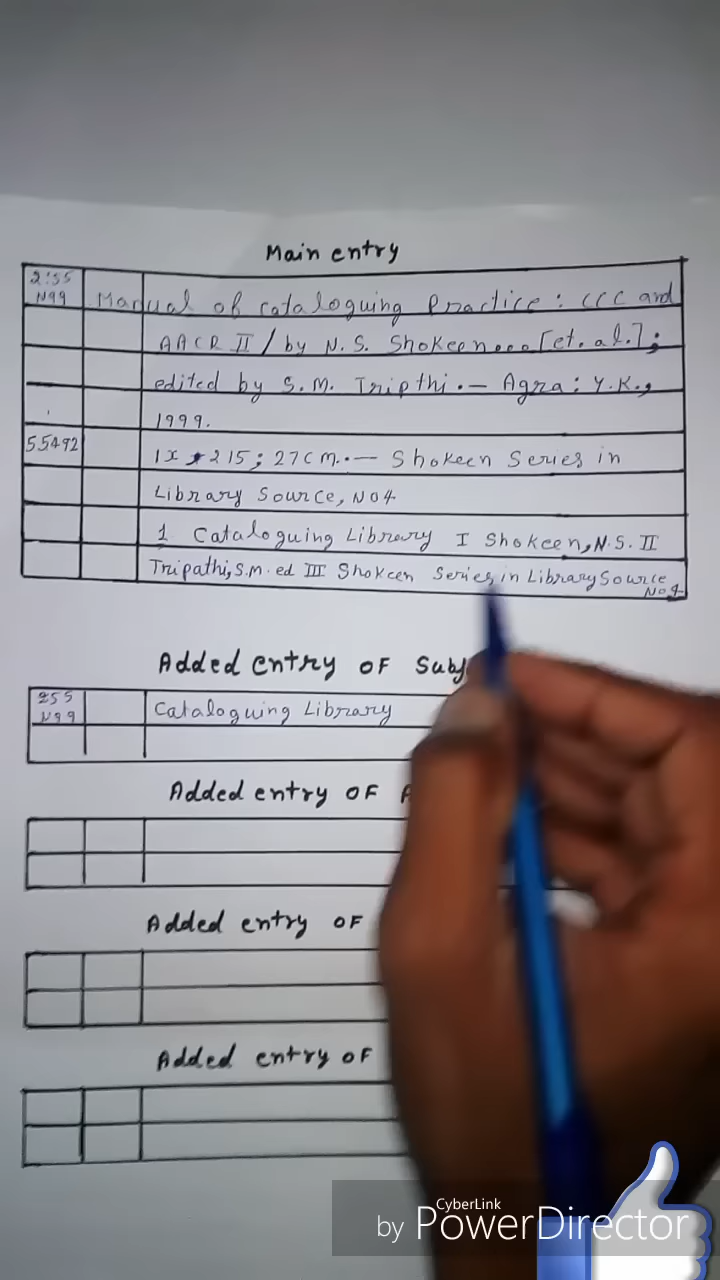 Main entry
2:55
N99 Manual of cataloguing Practice: CCC and
AACR II / by N.S. Shokeen... [et. al.];
edited by S.M. Tripthi.— Agra: Y.K.,
1999.
55492 IX, 215; 27cm.— Shokeen Series in
Library Source, No4
1 Cataloguing Library I Shokeen, N.S. II
Tripathi, S.M. ed III Shokeen Series in Library Source
No4
Added entry OF Subj
255
N99 Cataloguing Library
Added entry OF A
Added entry OF
Added entry OF
CyberLink
by PowerDirector